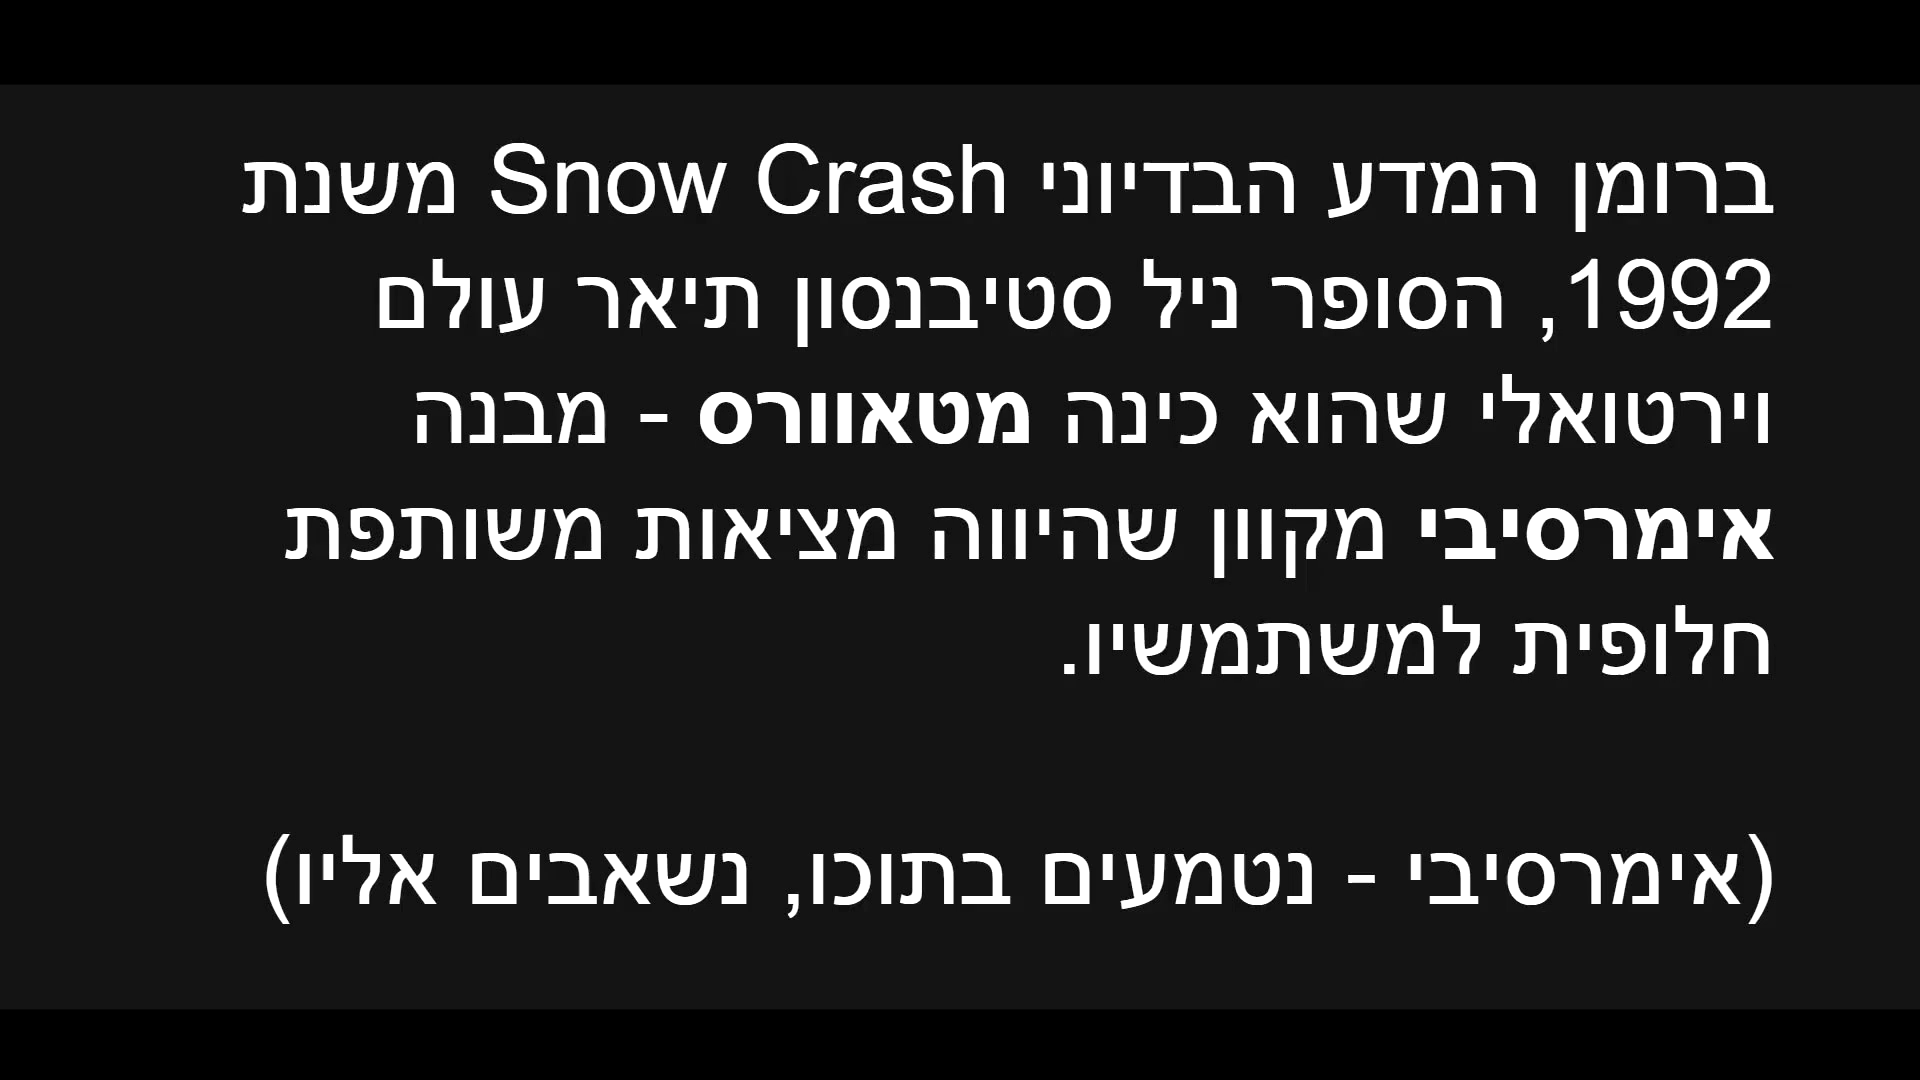 ברומן המדע הבדיוני Snow Crash משנת
1992, הסופר ניל סטיבנסון תיאר עולם
וירטואלי שהוא כינה מטאוורס - מבנה
אימרסיבי מקוון שהיווה מציאות משותפת
חלופית למשתמשיו.
(אימרסיבי - נטמעים בתוכו, נשאבים אליו)